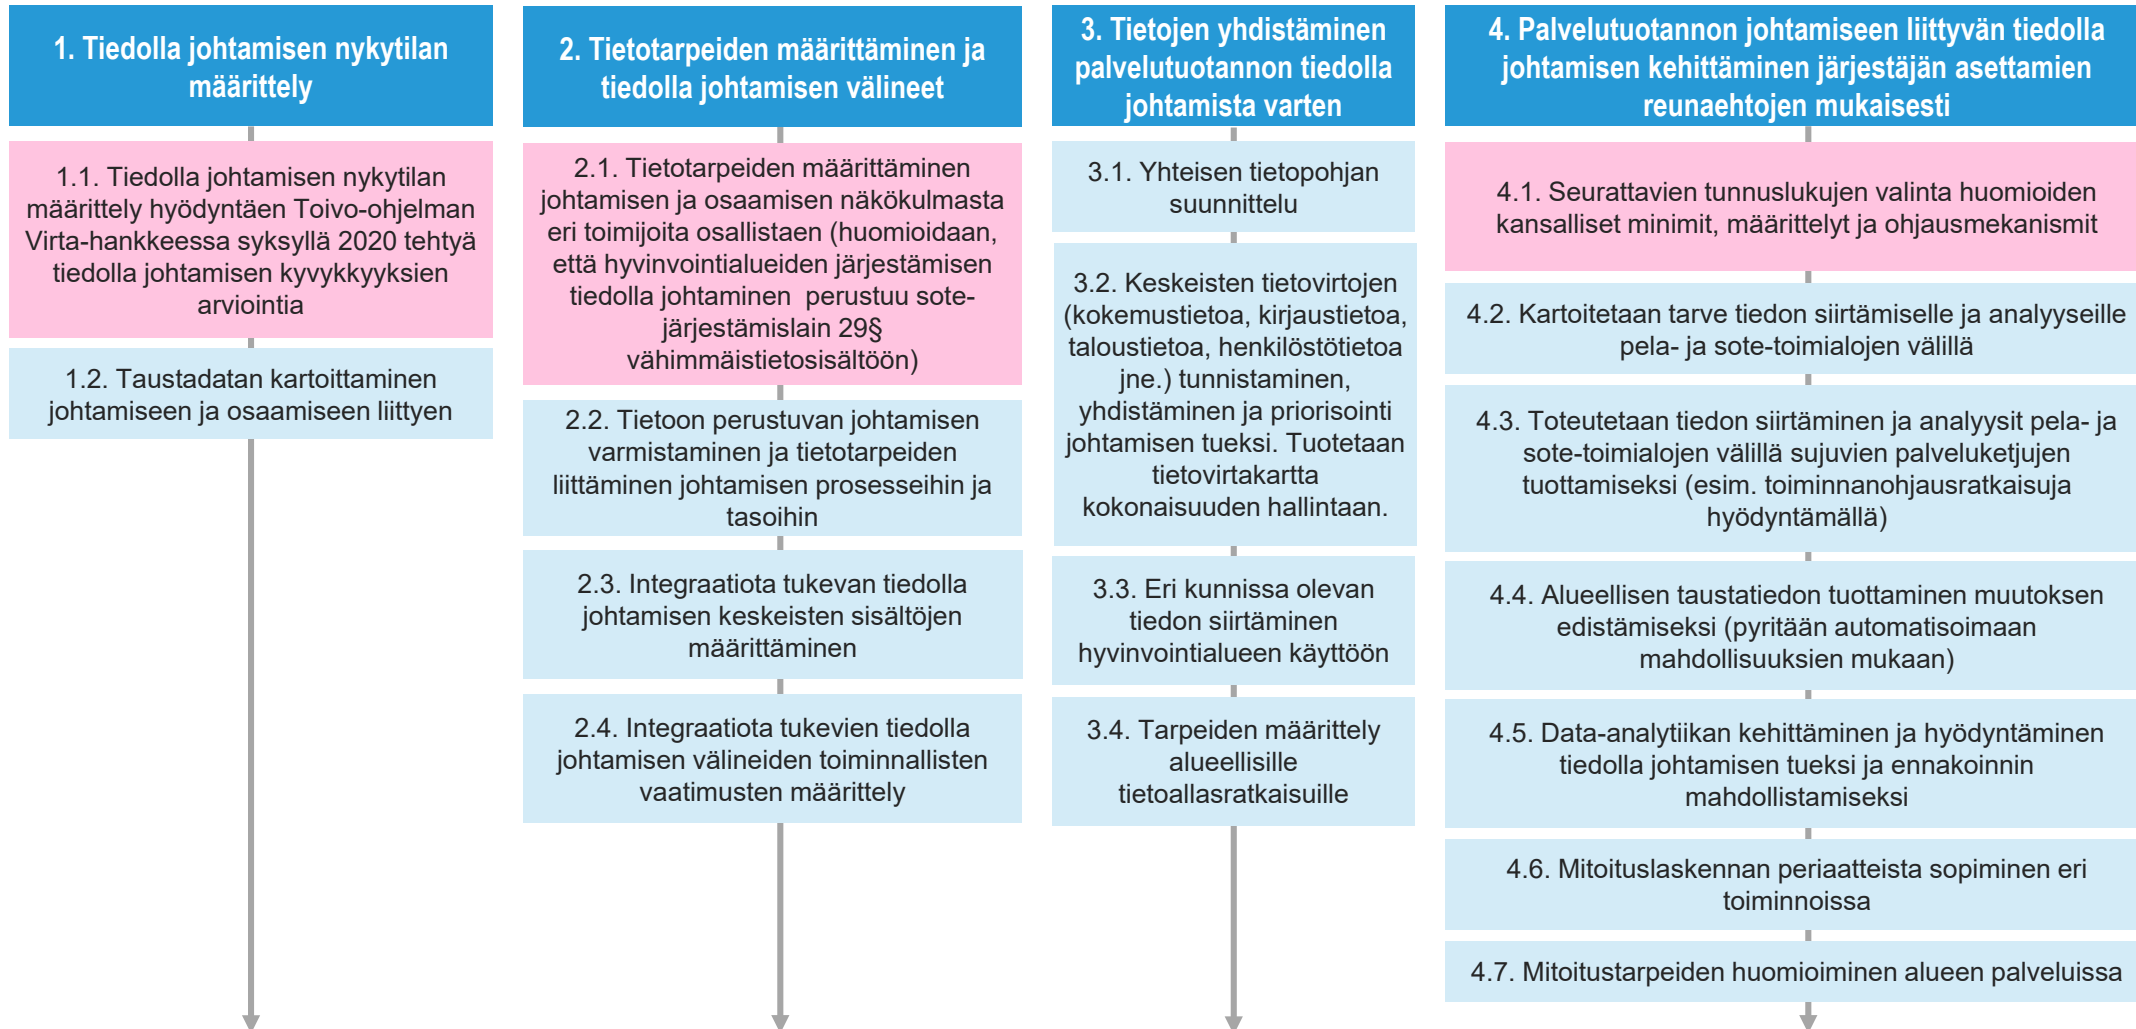 1. Tiedolla johtamisen nykytilan
määrittely
1.1. Tiedolla johtamisen nykytilan
määrittely hyödyntäen Toivo-ohjelman
Virta-hankkeessa syksyllä 2020 tehtyä
tiedolla johtamisen kyvykkyyksien
arviointia
1.2. Taustadatan kartoittaminen
johtamiseen ja osaamiseen liittyen
2. Tietotarpeiden määrittäminen ja
tiedolla johtamisen välineet
2.1. Tietotarpeiden määrittäminen
johtamisen ja osaamisen näkökulmasta
eri toimijoita osallistaen (huomioidaan,
että hyvinvointialueiden järjestämisen
tiedolla johtaminen  perustuu sote-
järjestämislain 29§
vähimmäistietosisältöön)
2.2. Tietoon perustuvan johtamisen
varmistaminen ja tietotarpeiden
liittäminen johtamisen prosesseihin ja
tasoihin
2.3. Integraatiota tukevan tiedolla
johtamisen keskeisten sisältöjen
määrittäminen
2.4. Integraatiota tukevien tiedolla
johtamisen välineiden toiminnallisten
vaatimusten määrittely
3. Tietojen yhdistäminen
palvelutuotannon tiedolla
johtamista varten
3.1. Yhteisen tietopohjan
suunnittelu
3.2. Keskeisten tietovirtojen
(kokemustietoa, kirjaustietoa,
taloustietoa, henkilöstötietoa
jne.) tunnistaminen,
yhdistäminen ja priorisointi
johtamisen tueksi. Tuotetaan
tietovirtakartta
kokonaisuuden hallintaan.
3.3. Eri kunnissa olevan
tiedon siirtäminen
hyvinvointialueen käyttöön
3.4. Tarpeiden määrittely
alueellisille
tietoallasratkaisuille
4. Palvelutuotannon johtamiseen liittyvän tiedolla
johtamisen kehittäminen järjestäjän asettamien
reunaehtojen mukaisesti
4.1. Seurattavien tunnuslukujen valinta huomioiden
kansalliset minimit, määrittelyt ja ohjausmekanismit
4.2. Kartoitetaan tarve tiedon siirtämiselle ja analyyseille
pela- ja sote-toimialojen välillä
4.3. Toteutetaan tiedon siirtäminen ja analyysit pela- ja
sote-toimialojen välillä sujuvien palveluketjujen
tuottamiseksi (esim. toiminnanohjausratkaisuja
hyödyntämällä)
4.4. Alueellisen taustatiedon tuottaminen muutoksen
edistämiseksi (pyritään automatisoimaan
mahdollisuuksien mukaan)
4.5. Data-analytiikan kehittäminen ja hyödyntäminen
tiedolla johtamisen tueksi ja ennakoinnin
mahdollistamiseksi
4.6. Mitoituslaskennan periaatteista sopiminen eri
toiminnoissa
4.7. Mitoitustarpeiden huomioiminen alueen palveluissa